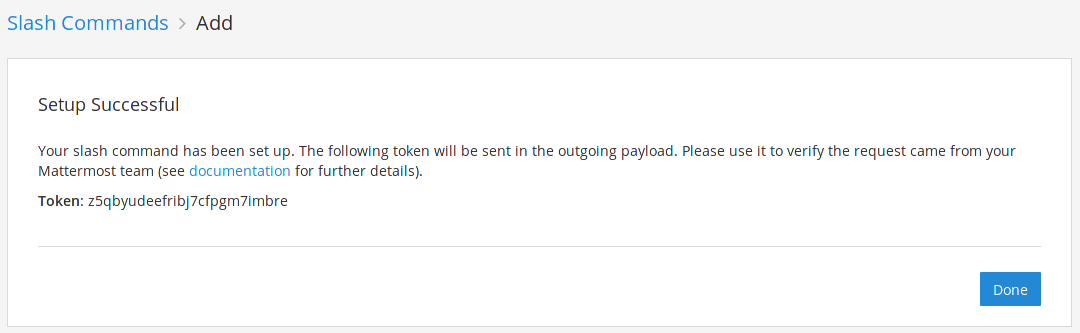 Slash Commands > Add
Setup Successful
Your slash command has been set up. The following token will be sent in the outgoing payload. Please use it to verify the request came from your
Mattermost team (see documentation for further details).
Token: z5qbyudeefribj7cfpgm7imbre
Done